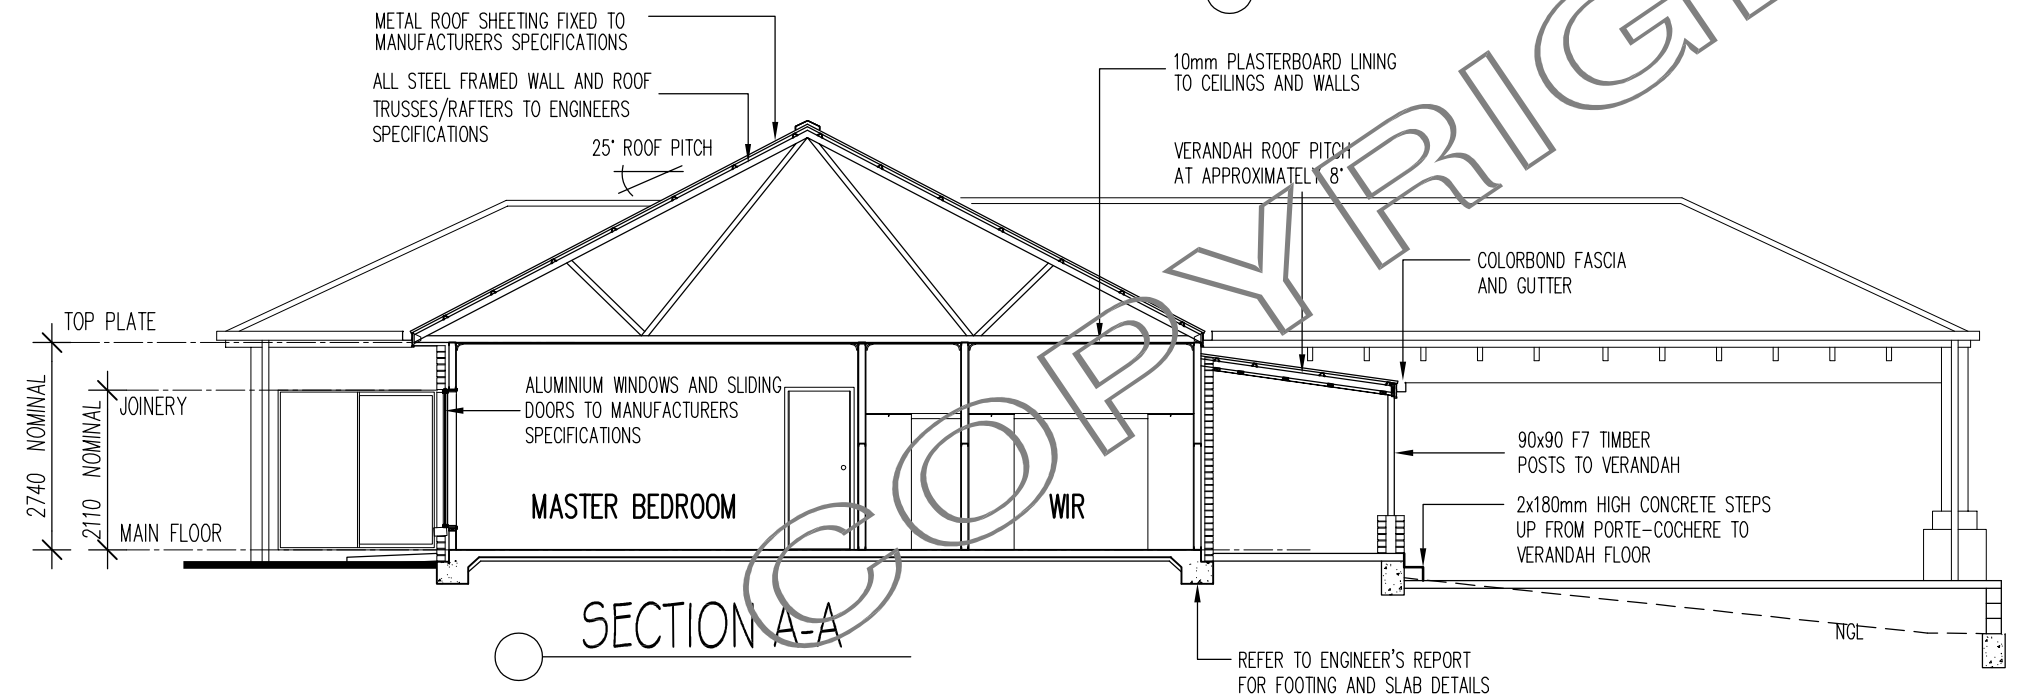 METAL ROOF SHEETING FIXED TO
MANUFACTURERS SPECIFICATIONS
ALL STEEL FRAMED WALL AND ROOF
TRUSSES/RAFTERS TO ENGINEERS
SPECIFICATIONS
25° ROOF PITCH
10mm PLASTERBOARD LINING
TO CEILINGS AND WALLS
VERANDAH ROOF PITCH
AT APPROXIMATELY 8°
COLORBOND FASCIA
AND GUTTER
TOP PLATE
JOINERY
MAIN FLOOR
2740 NOMINAL
2110 NOMINAL
ALUMINIUM WINDOWS AND SLIDING
DOORS TO MANUFACTURERS
SPECIFICATIONS
MASTER BEDROOM
WIR
90x90 F7 TIMBER
POSTS TO VERANDAH
2x180mm HIGH CONCRETE STEPS
UP FROM PORTE-COCHERE TO
VERANDAH FLOOR
NGL
SECTION A-A
REFER TO ENGINEER'S REPORT
FOR FOOTING AND SLAB DETAILS
COPYRIG